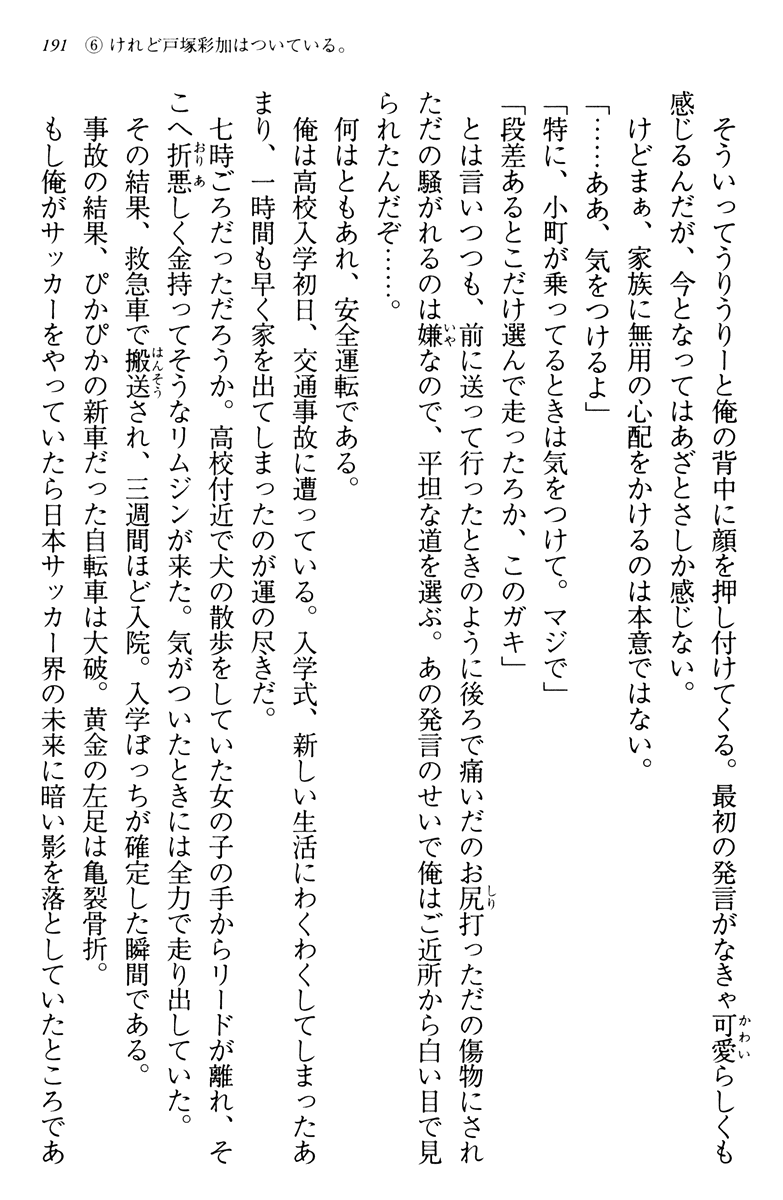 191 ⑥ けれど戸塚彩加はついている。
そういってうりうりーと俺の背中に顔を押し付けてくる。最初の発言がなきゃ可愛らしくも
感じるんだが、今となってはあざとさしか感じない。
けどまぁ、家族に無用の心配をかけるのは本意ではない。
「……ああ、気をつけるよ」
「特に、小町が乗ってるときは気をつけて。マジで」
「段差あるとこだけ選んで走ったろか、このガキ」
とは言いつつも、前に送って行ったときのように後ろで痛いだのお尻打っただの傷物にされ
ただの騒がれるのは嫌なので、平坦な道を選ぶ。あの発言のせいで俺はご近所から白い目で見
られたんだぞ……。
何はともあれ、安全運転である。
俺は高校入学初日、交通事故に遭っている。入学式、新しい生活にわくわくしてしまったあ
まり、一時間も早く家を出てしまったのが運の尽きだ。
七時ごろだっただろうか。高校付近で犬の散歩をしていた女の子の手からリードが離れ、そ
こへ折悪しく金持ってそうなリムジンが来た。気がついたときには全力で走り出していた。
その結果、救急車で搬送され、三週間ほど入院。入学ぼっちが確定した瞬間である。
事故の結果、ぴかぴかの新車だった自転車は大破。黄金の左足は亀裂骨折。
もし俺がサッカーをやっていたら日本サッカー界の未来に暗い影を落としていたところであ